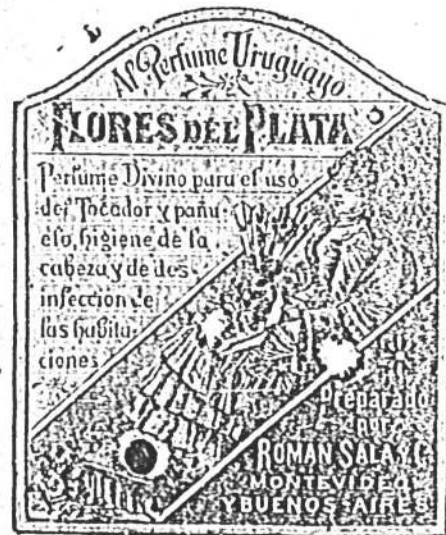 Al Perfume Uruguayo
FLORES DEL PLATA
Perfume Divino para el uso
del Tocador y pañu-
elo, higiene de la
cabeza y de des-
infeccion de
las habita-
ciones
Preparado
por
ROMAN SALA Y C
MONTEVIDEO
Y BUENOS AIRES